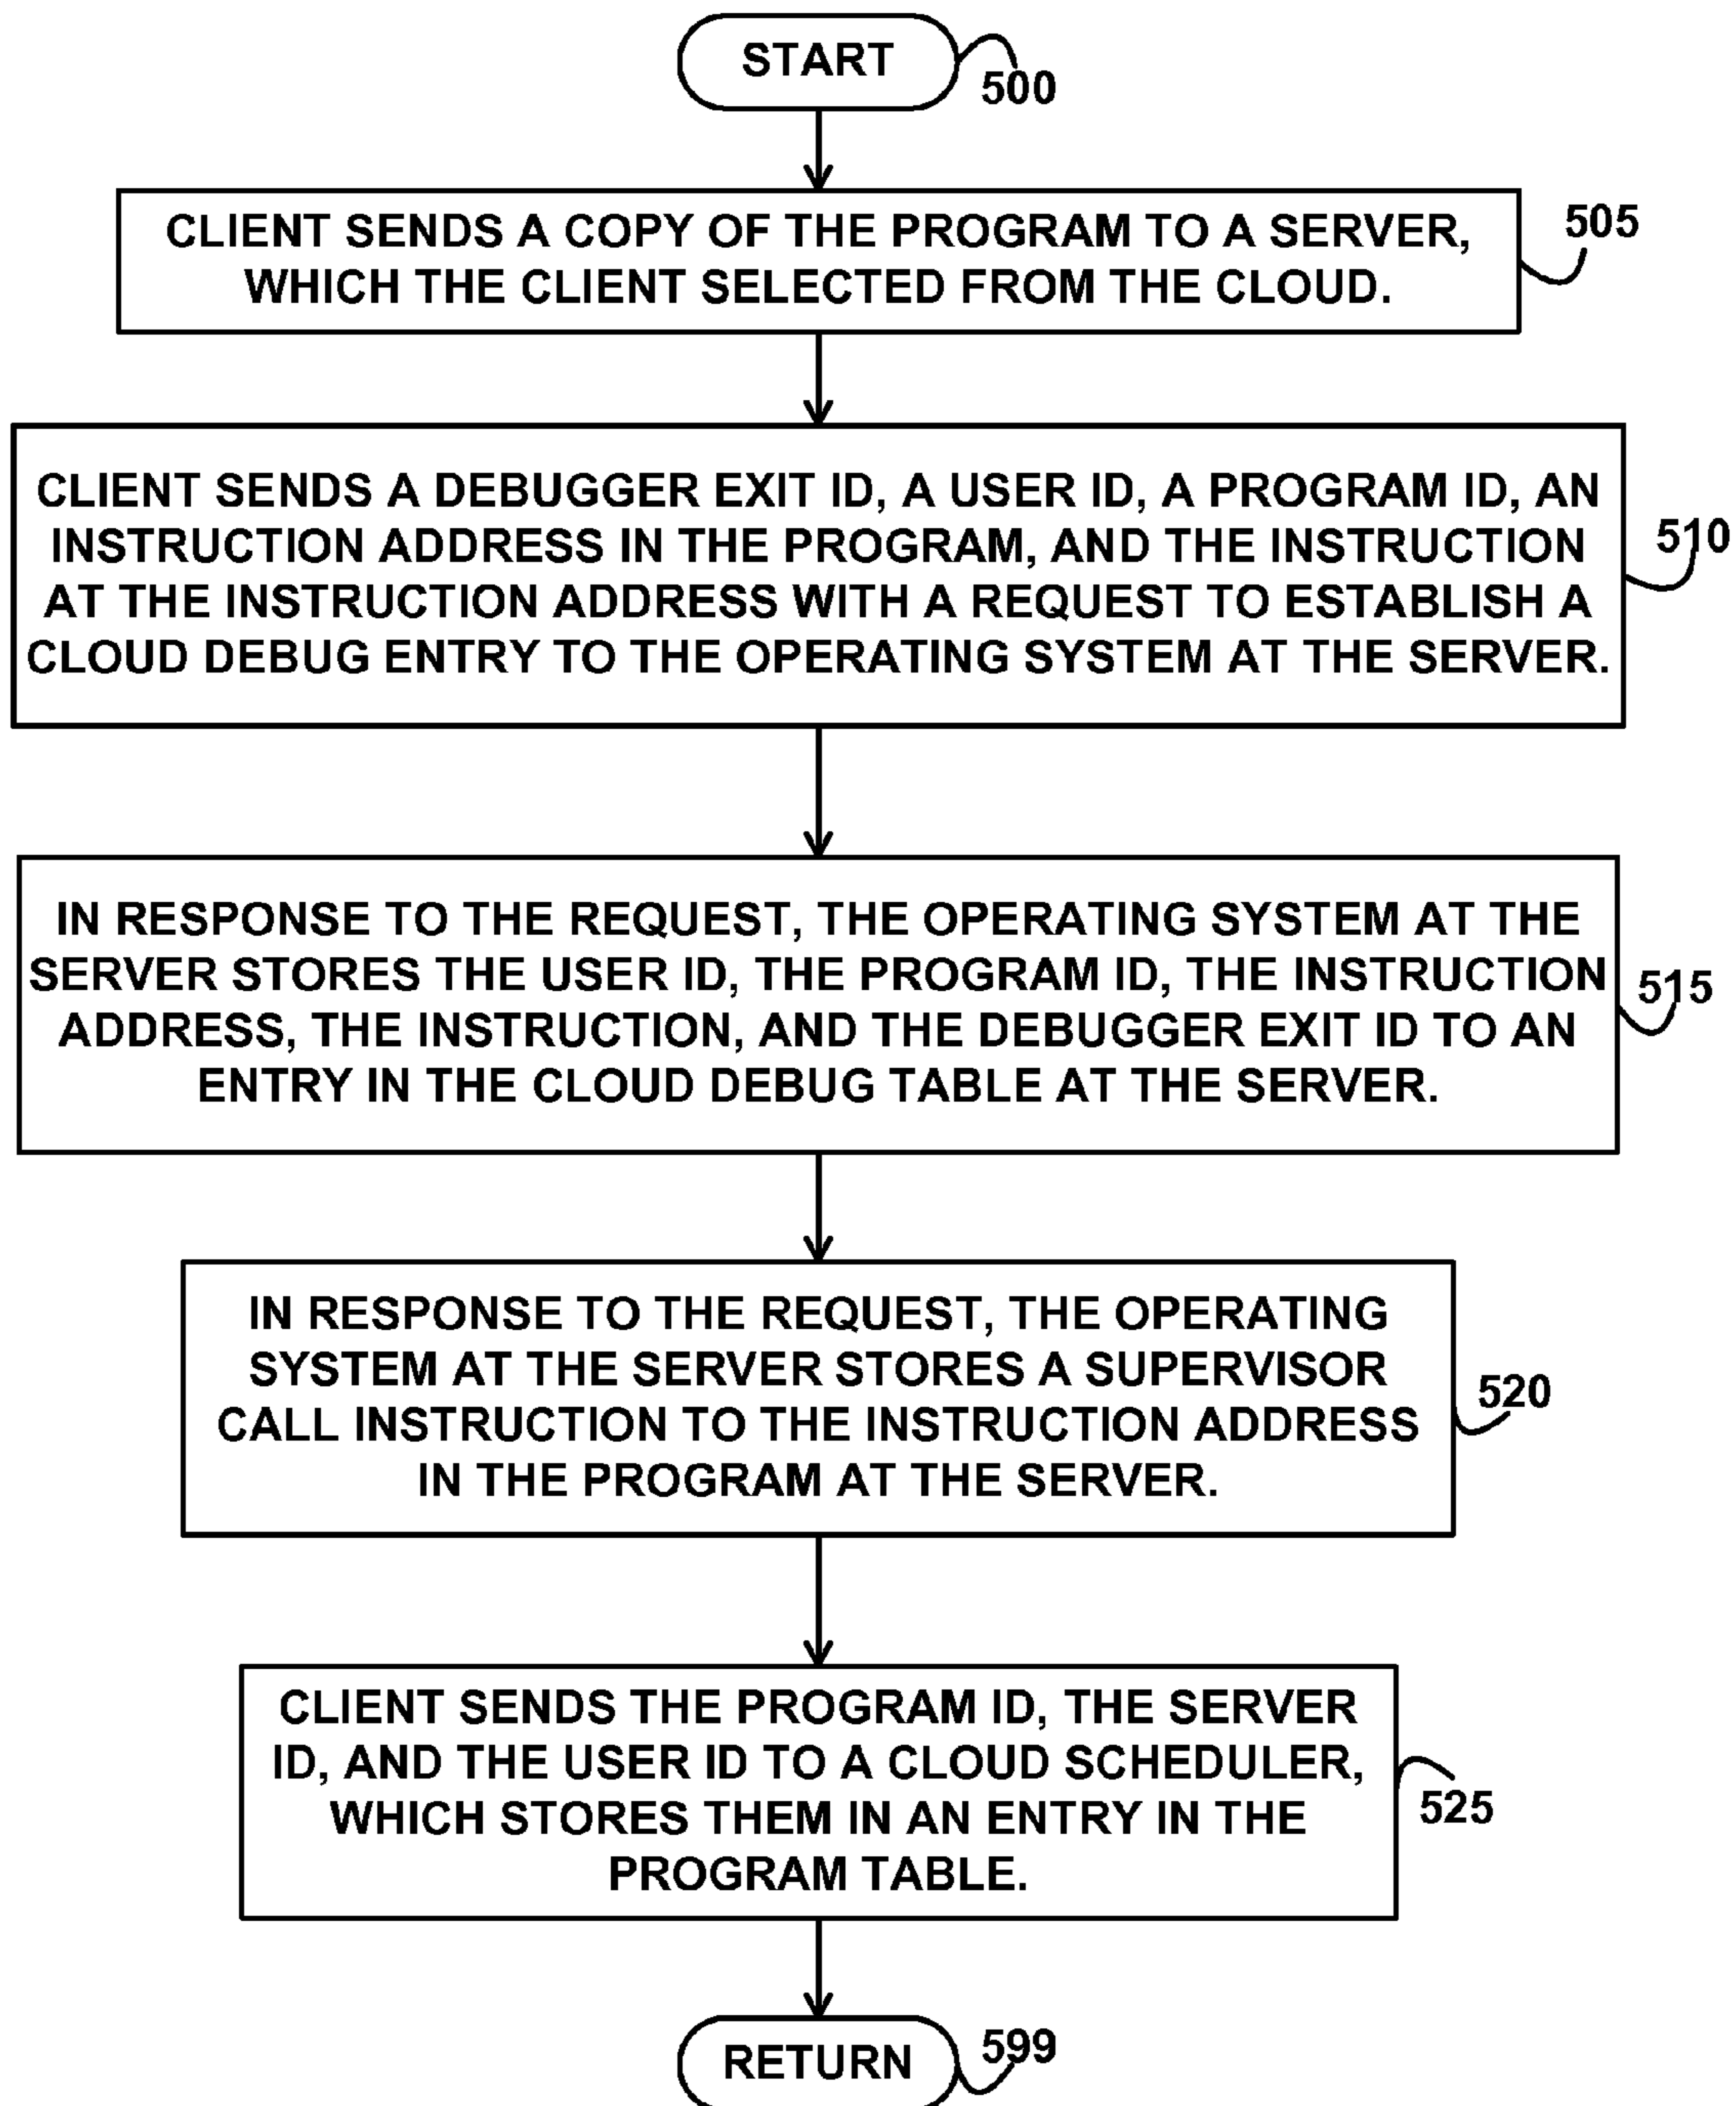 START
500
CLIENT SENDS A COPY OF THE PROGRAM TO A SERVER,
WHICH THE CLIENT SELECTED FROM THE CLOUD.
505
CLIENT SENDS A DEBUGGER EXIT ID, A USER ID, A PROGRAM ID, AN
INSTRUCTION ADDRESS IN THE PROGRAM, AND THE INSTRUCTION
AT THE INSTRUCTION ADDRESS WITH A REQUEST TO ESTABLISH A
CLOUD DEBUG ENTRY TO THE OPERATING SYSTEM AT THE SERVER.
510
IN RESPONSE TO THE REQUEST, THE OPERATING SYSTEM AT THE
SERVER STORES THE USER ID, THE PROGRAM ID, THE INSTRUCTION
ADDRESS, THE INSTRUCTION, AND THE DEBUGGER EXIT ID TO AN
ENTRY IN THE CLOUD DEBUG TABLE AT THE SERVER.
515
IN RESPONSE TO THE REQUEST, THE OPERATING
SYSTEM AT THE SERVER STORES A SUPERVISOR
CALL INSTRUCTION TO THE INSTRUCTION ADDRESS
IN THE PROGRAM AT THE SERVER.
520
CLIENT SENDS THE PROGRAM ID, THE SERVER
ID, AND THE USER ID TO A CLOUD SCHEDULER,
WHICH STORES THEM IN AN ENTRY IN THE
PROGRAM TABLE.
525
RETURN
599